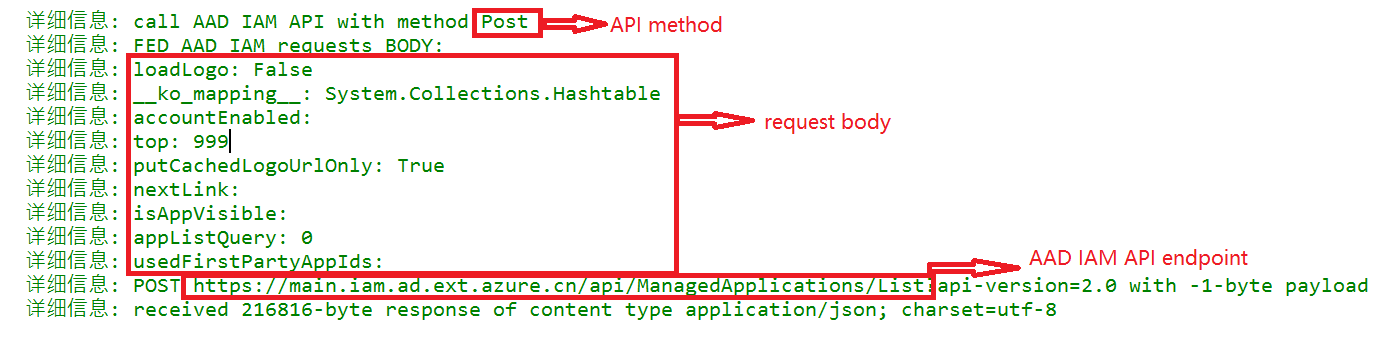 详细信息: call AAD IAM API with method Post
API method
详细信息: FED AAD IAM requests BODY:
详细信息: loadLogo: False
详细信息: __ko_mapping__: System.Collections.Hashtable
详细信息: accountEnabled:
request body
详细信息: top: 999
详细信息: putCachedLogoUrlOnly: True
详细信息: nextLink:
详细信息: isAppVisible:
详细信息: appListQuery: 0
详细信息: usedFirstPartyAppIds:
AAD IAM API endpoint
详细信息: POST https://main.iam.ad.ext.azure.cn/api/ManagedApplications/List?api-version=2.0 with -1-byte payload
详细信息: received 216816-byte response of content type application/json; charset=utf-8